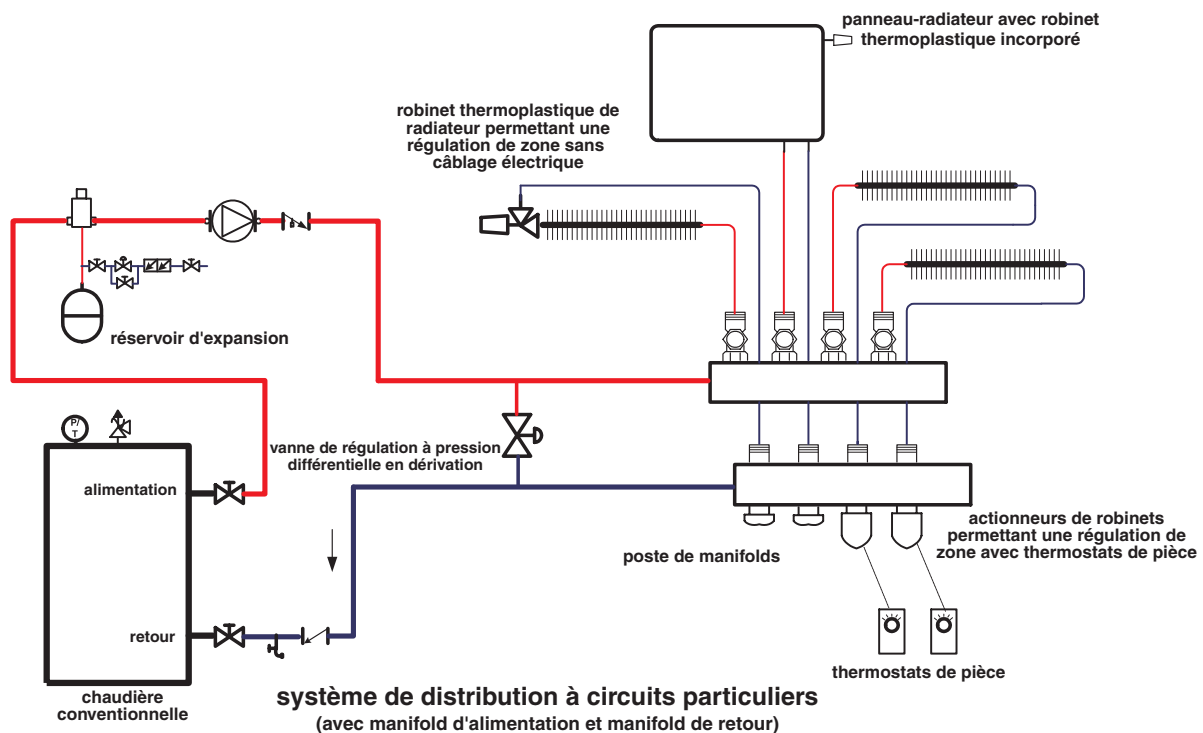 panneau-radiateur avec robinet
thermoplastique incorporé
robinet thermoplastique de
radiateur permettant une
régulation de zone sans
câblage électrique
réservoir d'expansion
P/
T
vanne de régulation à pression
différentielle en dérivation
alimentation
actionneurs de robinets
permettant une régulation de
zone avec thermostats de pièce
poste de manifolds
retour
thermostats de pièce
chaudière
conventionnelle
système de distribution à circuits particuliers
(avec manifold d'alimentation et manifold de retour)